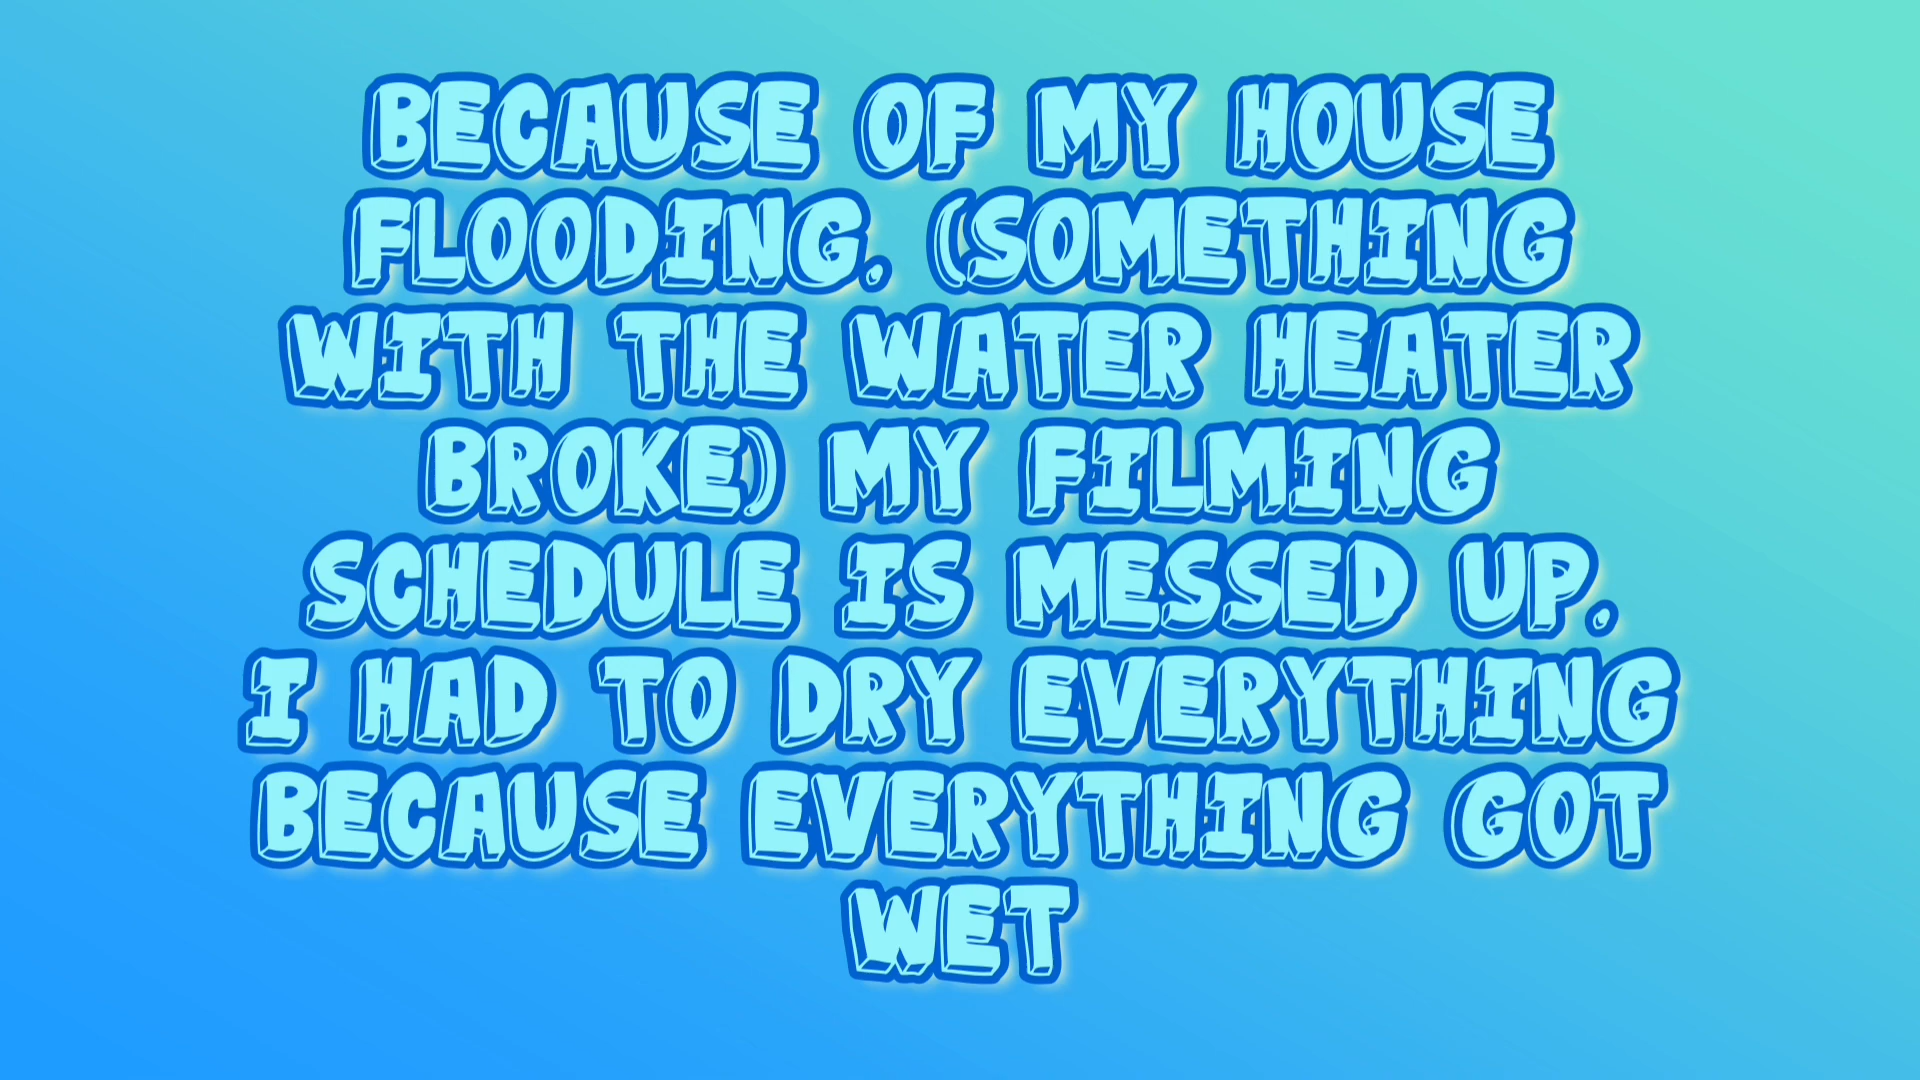 BECAUSE OF MY HOUSE
FLOODING. (SOMETHING
WITH THE WATER HEATER
BROKE) MY FILMING
SCHEDULE IS MESSED UP.
I HAD TO DRY EVERYTHING
BECAUSE EVERYTHING GOT
WET